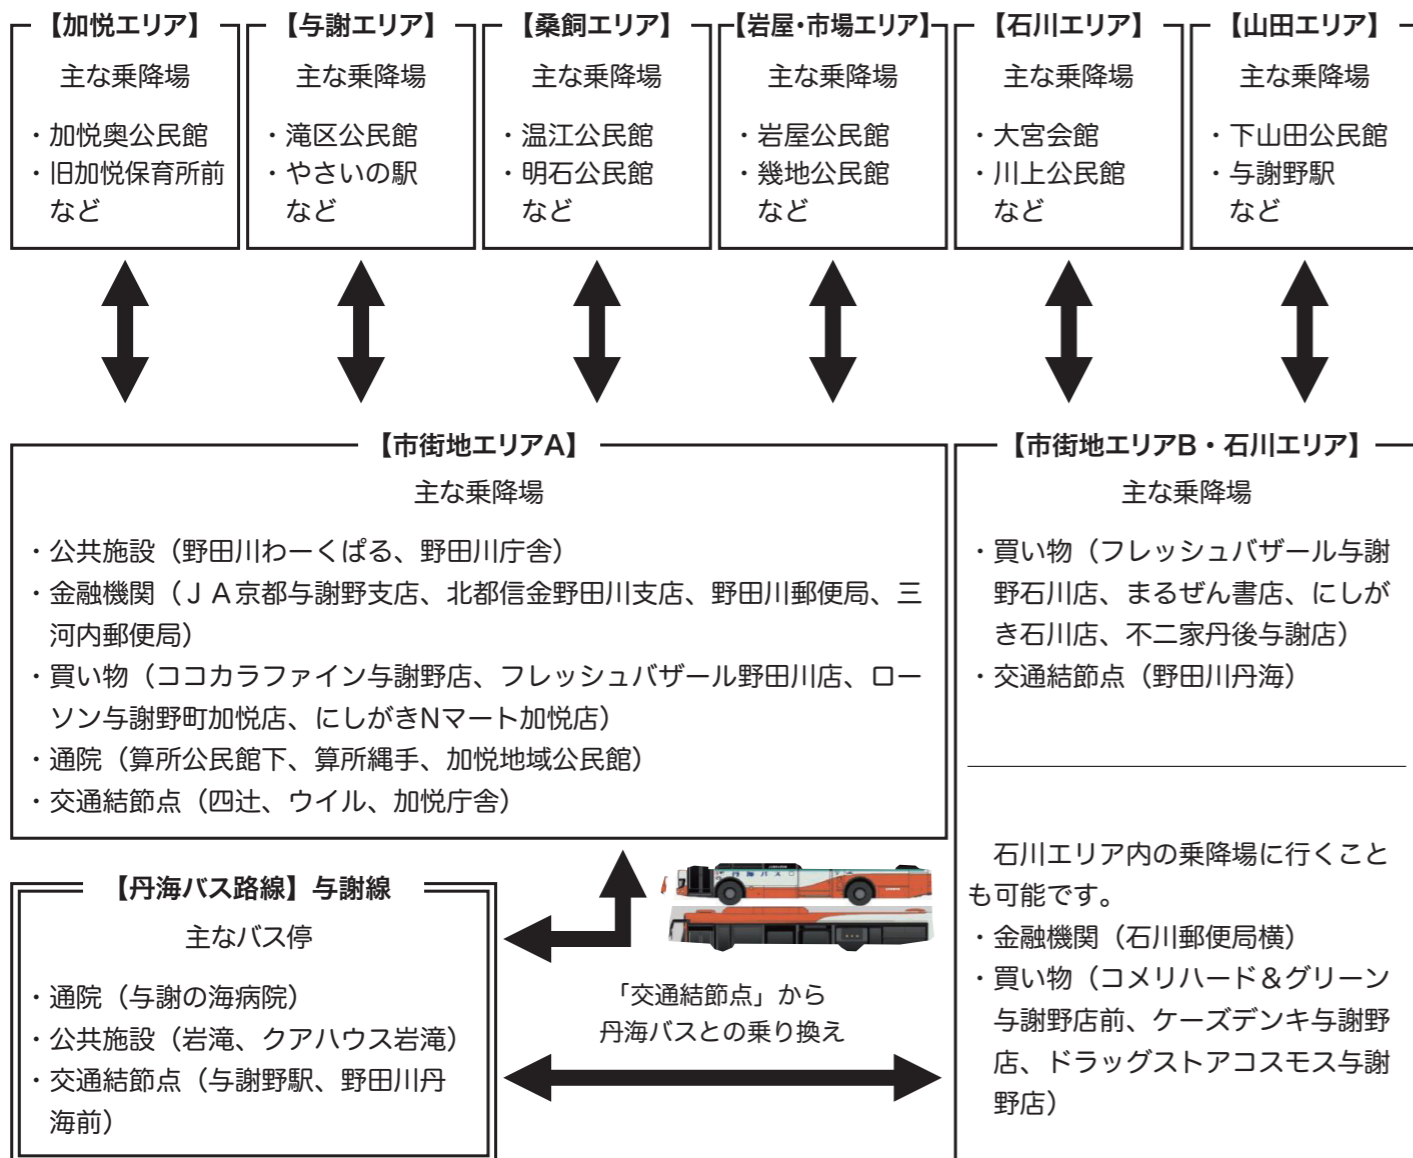 【加悦エリア】
主な乗降場
・加悦奥公民館
・旧加悦保育所前
など
【与謝エリア】
主な乗降場
・滝区公民館
・やさいの駅
など
【桑飼エリア】
主な乗降場
・温江公民館
・明石公民館
など
【岩屋・市場エリア】
主な乗降場
・岩屋公民館
・幾地公民館
など
【石川エリア】
主な乗降場
・大宮会館
・川上公民館
など
【山田エリア】
主な乗降場
・下山田公民館
・与謝野駅
など
【市街地エリアA】
主な乗降場
・公共施設（野田川わーくぱる、野田川庁舎）
・金融機関（ＪＡ京都与謝野支店、北都信金野田川支店、野田川郵便局、三
河内郵便局）
・買い物（ココカラファイン与謝野店、フレッシュバザール野田川店、ロー
ソン与謝野町加悦店、にしがきNマート加悦店）
・通院（算所公民館下、算所縄手、加悦地域公民館）
・交通結節点（四辻、ウイル、加悦庁舎）
【市街地エリアB・石川エリア】
主な乗降場
・買い物（フレッシュバザール与謝
野石川店、まるぜん書店、にしが
き石川店、不二家丹後与謝店）
・交通結節点（野田川丹海）
石川エリア内の乗降場に行くこと
も可能です。
・金融機関（石川郵便局横）
・買い物（コメリハード＆グリーン
与謝野店前、ケーズデンキ与謝野
店、ドラッグストアコスモス与謝
野店）
【丹海バス路線】与謝線
主なバス停
・通院（与謝の海病院）
・公共施設（岩滝、クアハウス岩滝）
・交通結節点（与謝野駅、野田川丹
海前）
丹海バス
「交通結節点」から
丹海バスとの乗り換え